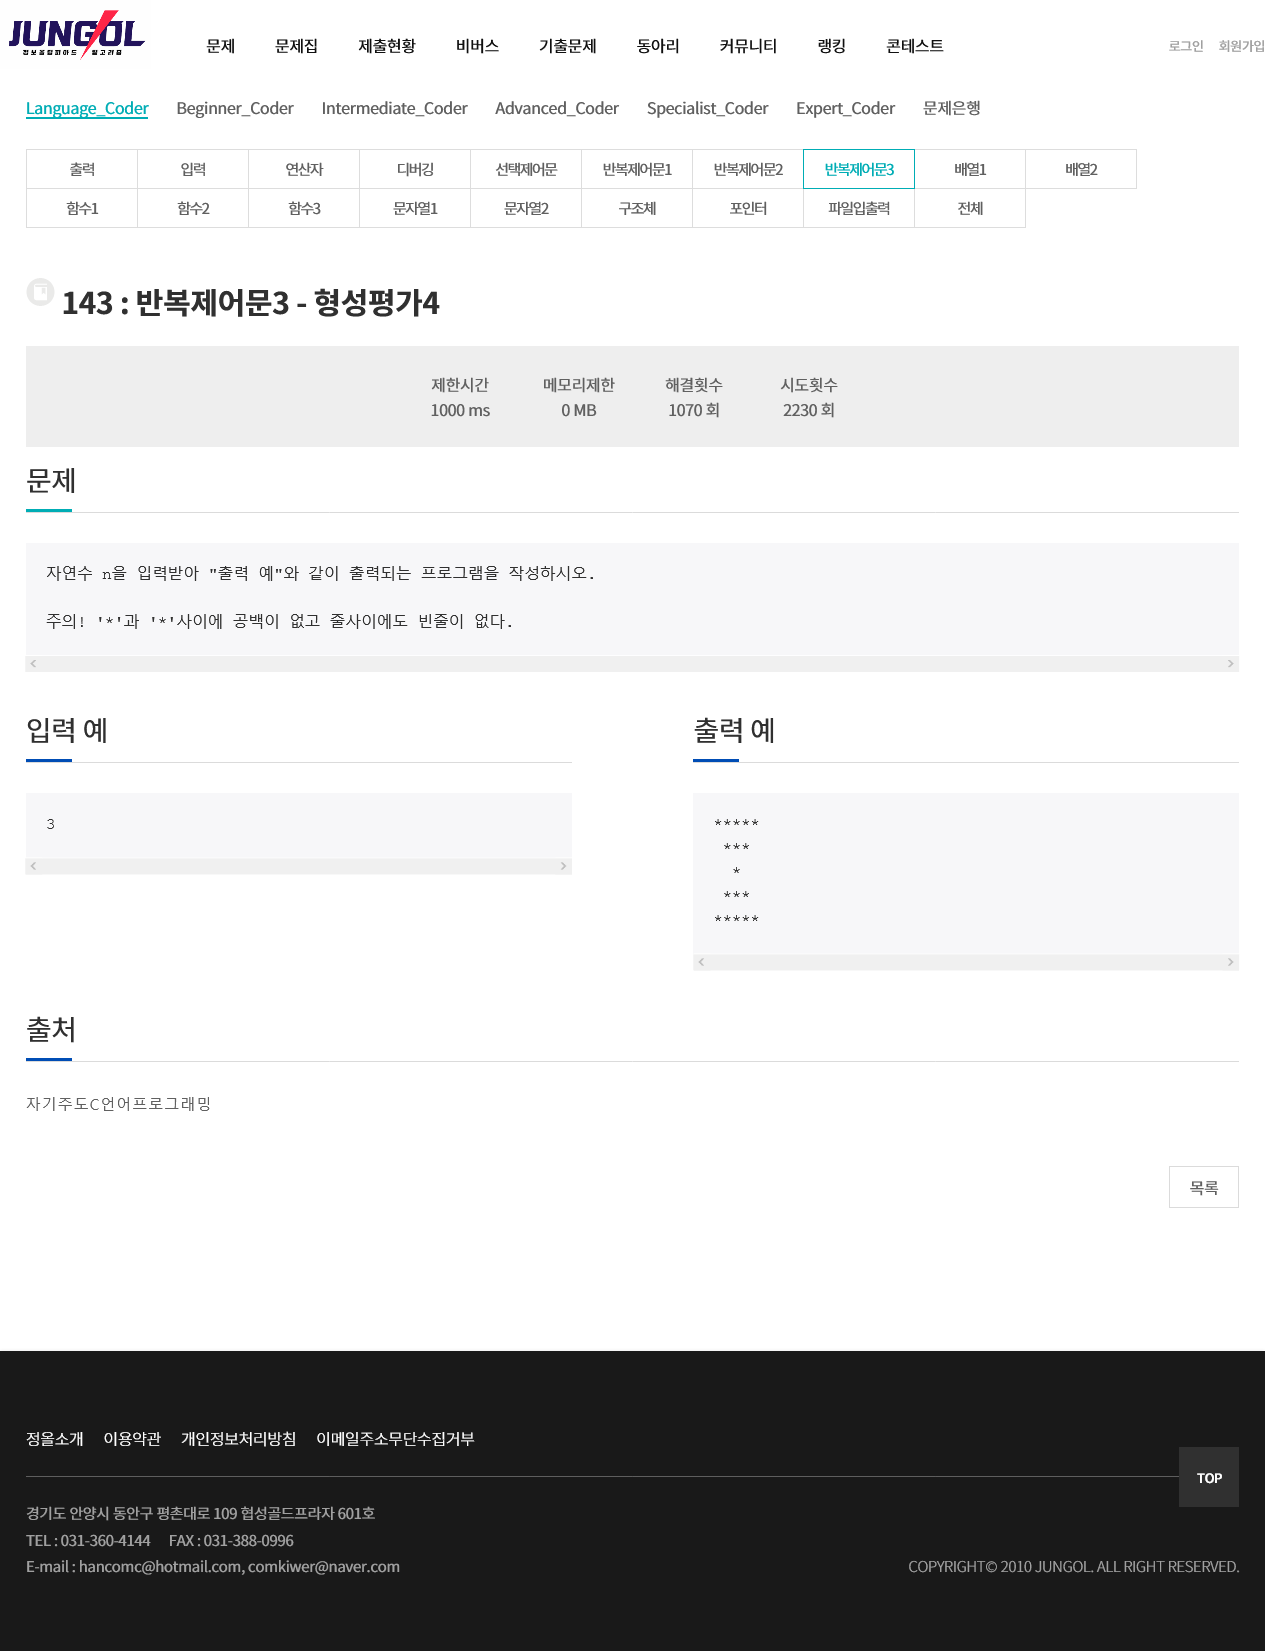 JUNGOL
정보올림피아드 알고리즘
문제 문제집 제출현황 비버스 기출문제 동아리 커뮤니티 랭킹 콘테스트 로그인 회원가입
Language_Coder Beginner_Coder Intermediate_Coder Advanced_Coder Specialist_Coder Expert_Coder 문제은행
출력 입력 연산자 디버깅 선택제어문 반복제어문1 반복제어문2 반복제어문3 배열1 배열2
함수1 함수2 함수3 문자열1 문자열2 구조체 포인터 파일입출력 전체
143 : 반복제어문3 - 형성평가4
제한시간 메모리제한 해결횟수 시도횟수
1000 ms 0 MB 1070 회 2230 회
문제
자연수 n을 입력받아 "출력 예"와 같이 출력되는 프로그램을 작성하시오.
주의! '*'과 '*'사이에 공백이 없고 줄사이에도 빈줄이 없다.
입력 예
3
출력 예
*****
 ***
  *
 ***
*****
출처
자기주도C언어프로그래밍
목록
정올소개 이용약관 개인정보처리방침 이메일주소무단수집거부
TOP
경기도 안양시 동안구 평촌대로 109 협성골드프라자 601호
TEL : 031-360-4144 FAX : 031-388-0996
E-mail : hancomc@hotmail.com, comkiwer@naver.com
COPYRIGHT© 2010 JUNGOL. ALL RIGHT RESERVED.